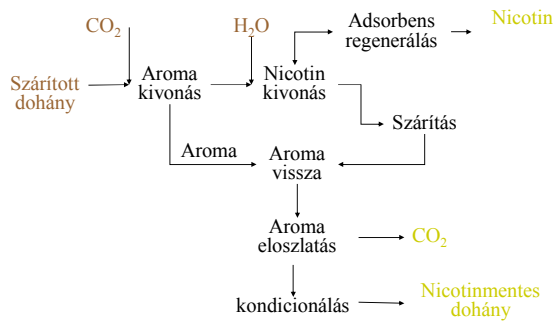 CO₂
H₂O
Adsorbens
regenerálás
Nicotin
Szárított
dohány
Aroma
kivonás
Nicotin
kivonás
Szárítás
Aroma
Aroma
vissza
Aroma
eloszlatás
CO₂
kondicionálás
Nicotinmentes
dohány